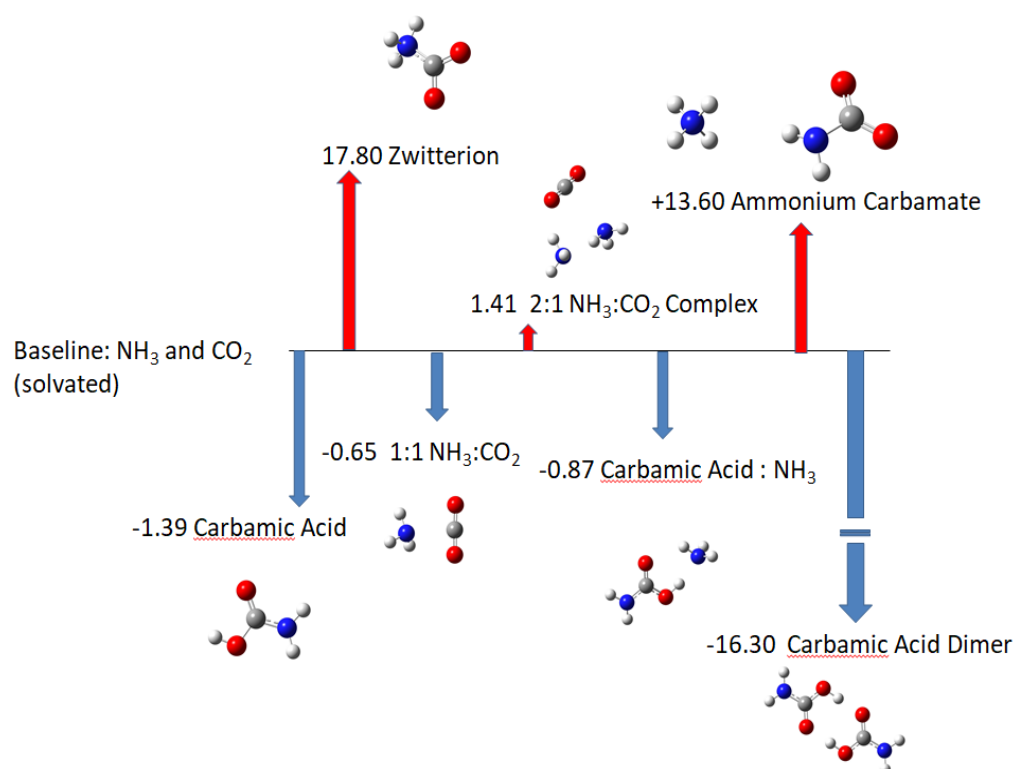 17.80 Zwitterion
+13.60 Ammonium Carbamate
1.41 2:1 NH₃:CO₂ Complex
Baseline: NH₃ and CO₂
(solvated)
-0.65 1:1 NH₃:CO₂
-0.87 Carbamic Acid : NH₃
-1.39 Carbamic Acid
-16.30 Carbamic Acid Dimer